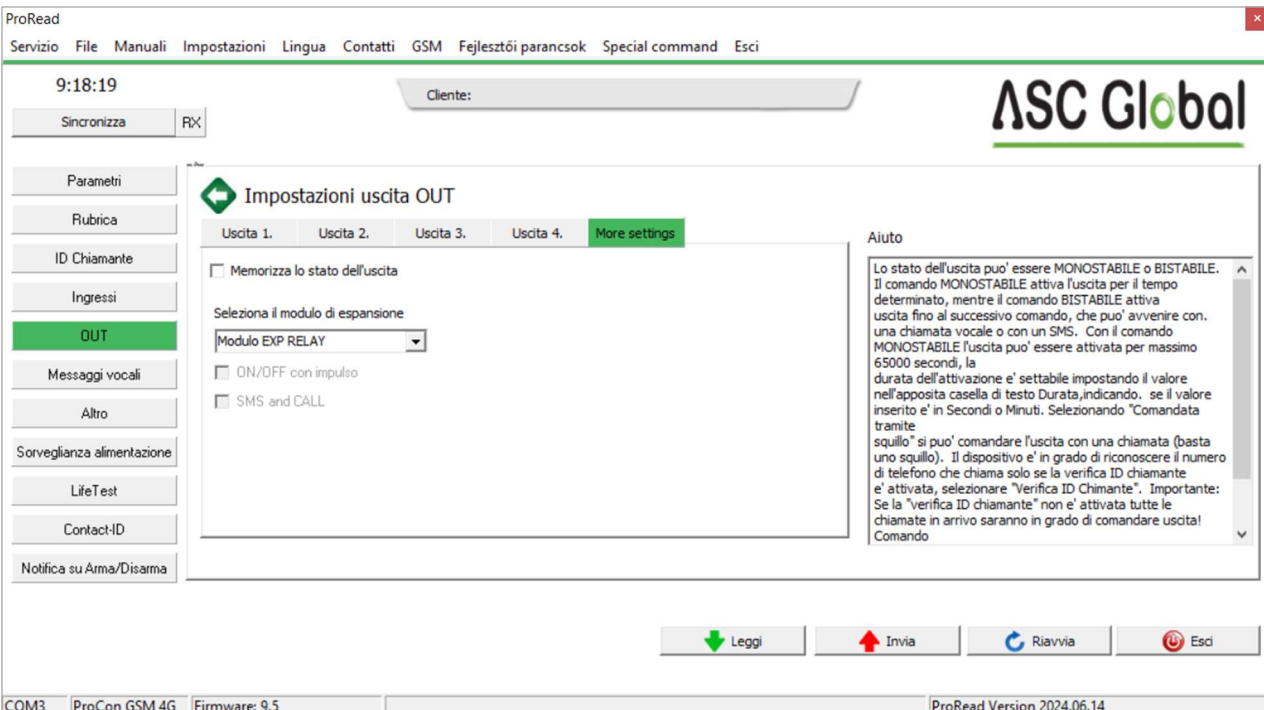 ProRead
Servizio File Manuali Impostazioni Lingua Contatti GSM Fejlesztői parancsok Special command Esci
9:18:19
Cliente:
ASC Global
Sincronizza RX
Parametri
Rubrica
ID Chiamante
Ingressi
OUT
Messaggi vocali
Altro
Sorveglianza alimentazione
LifeTest
Contact-ID
Notifica su Arma/Disarma
Impostazioni uscita OUT
Uscita 1. Uscita 2. Uscita 3. Uscita 4. More settings
Memorizza lo stato dell'uscita
Seleziona il modulo di espansione
Modulo EXP RELAY
ON/OFF con impulso
SMS and CALL
Aiuto
Lo stato dell'uscita puo' essere MONOSTABILE o BISTABILE.
Il comando MONOSTABILE attiva l'uscita per il tempo
determinato, mentre il comando BISTABILE attiva
uscita fino al successivo comando, che puo' avvenire con.
una chiamata vocale o con un SMS. Con il comando
MONOSTABILE l'uscita puo' essere attivata per massimo
65000 secondi, la
durata dell'attivazione e' settabile impostando il valore
nell'apposita casella di testo Durata,indicando. se il valore
inserito e' in Secondi o Minuti. Selezionando "Comandata
tramite
squillo" si puo' comandare l'uscita con una chiamata (basta
uno squillo). Il dispositivo e' in grado di riconoscere il numero
di telefono che chiama solo se la verifica ID chiamante
e' attivata, selezionare "Verifica ID Chimante". Importante:
Se la "verifica ID chiamante" non e' attivata tutte le
chiamate in arrivo saranno in grado di comandare uscita!
Comando
Leggi Invia Riavvia Esci
COM3 ProCon GSM 4G Firmware: 9.5 ProRead Version 2024.06.14